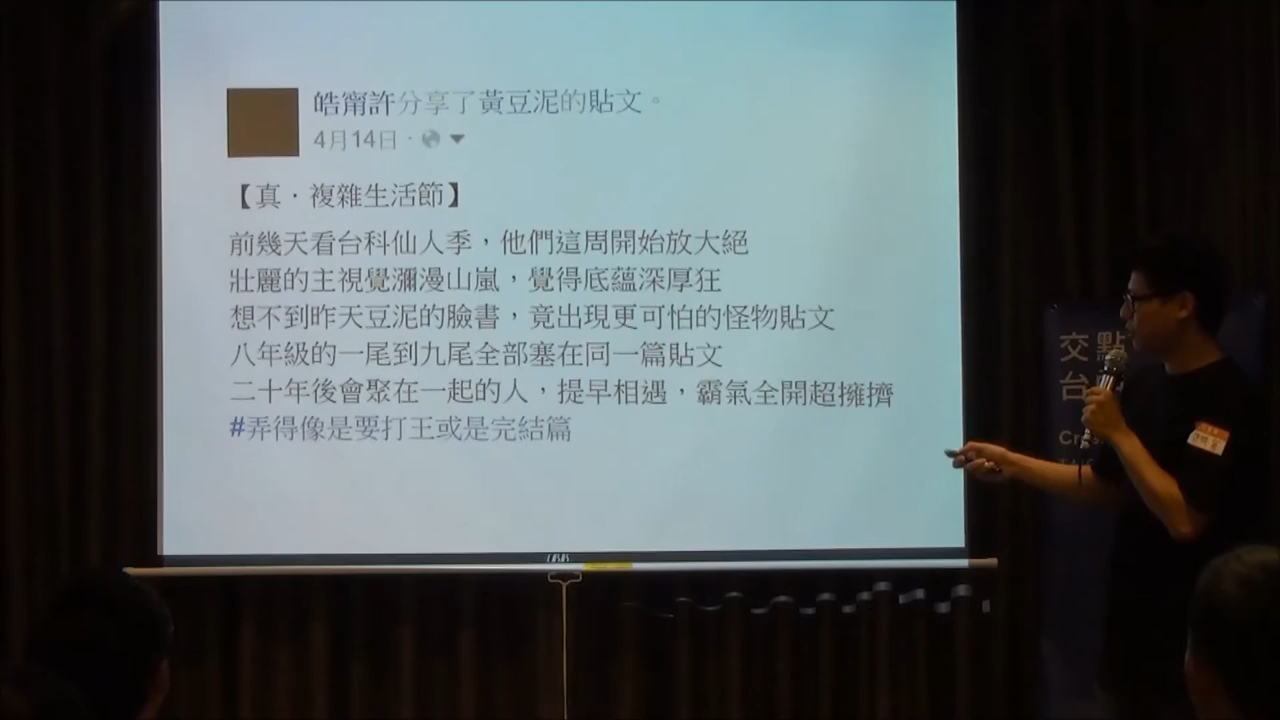 皓甯許分享了黃豆泥的貼文。
4月14日
【真．複雜生活節】
前幾天看台科仙人季，他們這周開始放大絕
壯麗的主視覺瀰漫山嵐，覺得底蘊深厚狂
想不到昨天豆泥的臉書，竟出現更可怕的怪物貼文
八年級的一尾到九尾全部塞在同一篇貼文
二十年後會聚在一起的人，提早相遇，霸氣全開超擁擠
#弄得像是要打王或是完結篇
交點
台